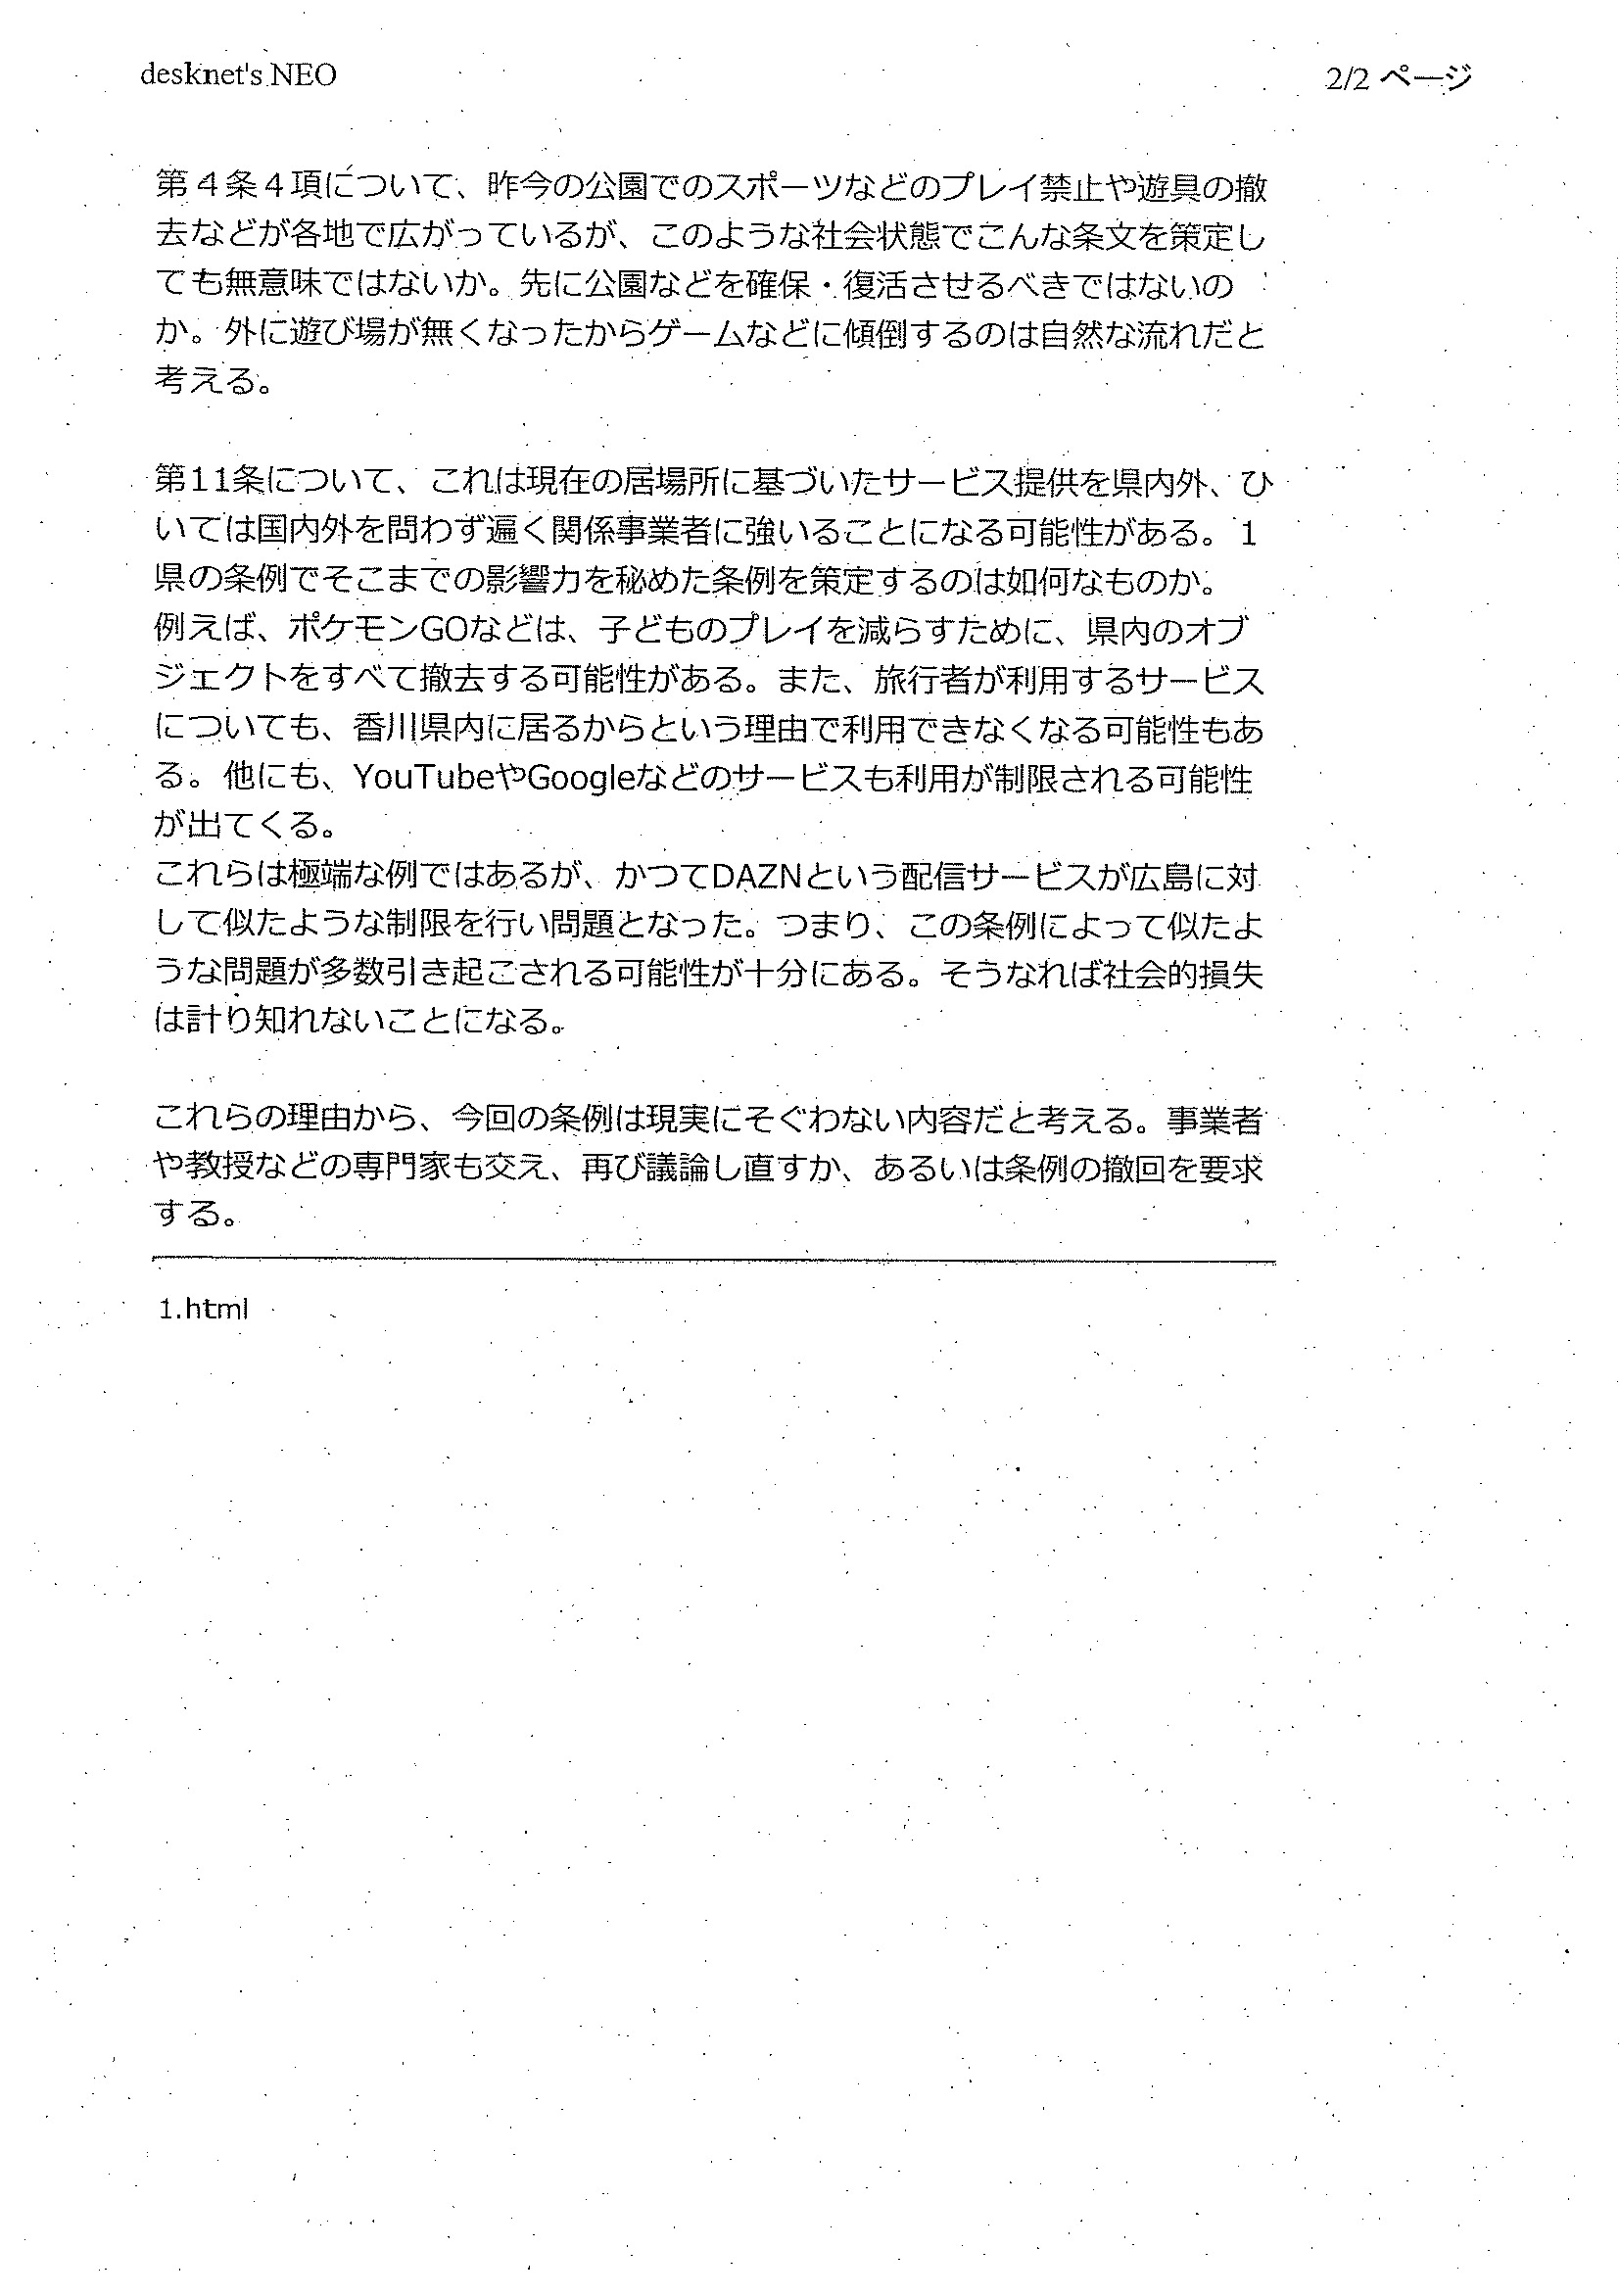 desknet's NEO
2/2 ページ
第４条４項について、昨今の公園でのスポーツなどのプレイ禁止や遊具の撤
去などが各地で広がっているが、このような社会状態でこんな条文を策定し
ても無意味ではないか。先に公園などを確保・復活させるべきではないの
か。外に遊び場が無くなったからゲームなどに傾倒するのは自然な流れだと
考える。
第11条について、これは現在の居場所に基づいたサービス提供を県内外、ひ
いては国内外を問わず遍く関係事業者に強いることになる可能性がある。1
県の条例でそこまでの影響力を秘めた条例を策定するのは如何なものか。
例えば、ポケモンGOなどは、子どものプレイを減らすために、県内のオブ
ジェクトをすべて撤去する可能性がある。また、旅行者が利用するサービス
についても、香川県内に居るからという理由で利用できなくなる可能性もあ
る。他にも、YouTubeやGoogleなどのサービスも利用が制限される可能性
が出てくる。
これらは極端な例ではあるが、かつてDAZNという配信サービスが広島に対
して似たような制限を行い問題となった。つまり、この条例によって似たよ
うな問題が多数引き起こされる可能性が十分にある。そうなれば社会的損失
は計り知れないことになる。
これらの理由から、今回の条例は現実にそぐわない内容だと考える。事業者
や教授などの専門家も交え、再び議論し直すか、あるいは条例の撤回を要求
する。
1.html